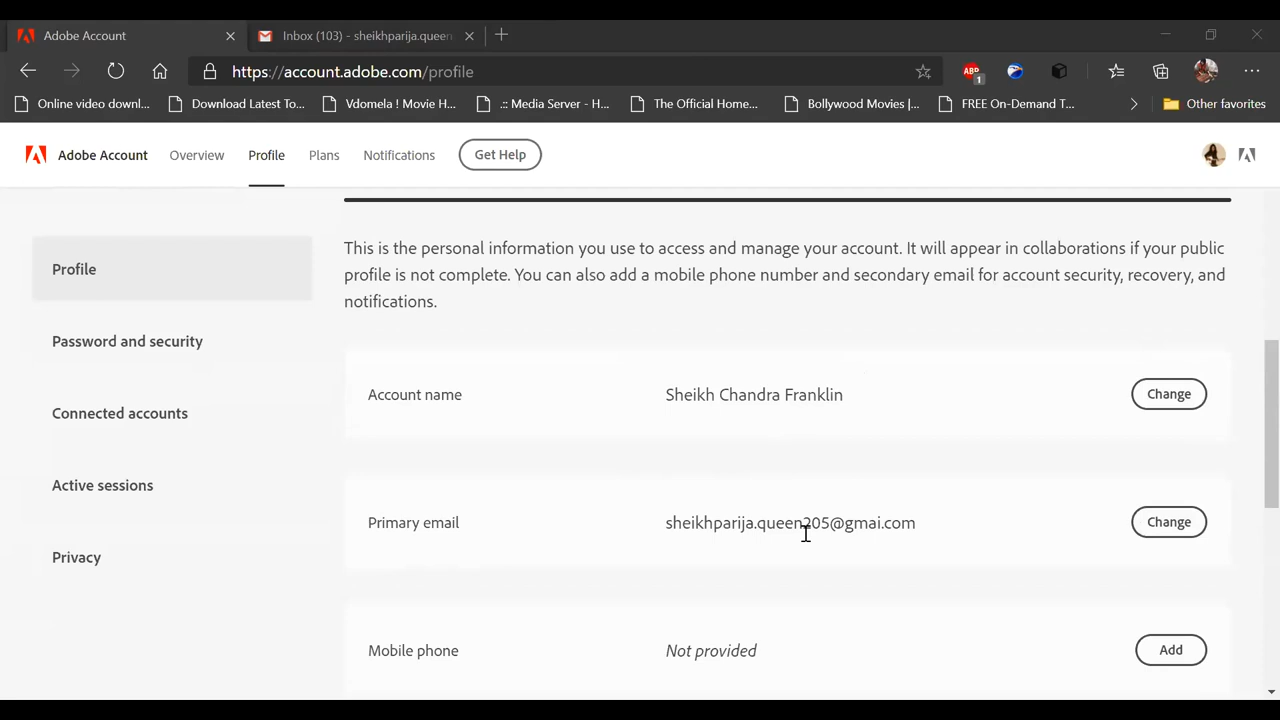 Adobe Account
Inbox (103) - sheikhparija.queen
https://account.adobe.com/profile
ABP
1
Online video downl...
Download Latest To...
Vdomela ! Movie H...
.:: Media Server - H...
The Official Home...
Bollywood Movies |...
FREE On-Demand T...
Other favorites
Adobe Account
Overview
Profile
Plans
Notifications
Get Help
This is the personal information you use to access and manage your account. It will appear in collaborations if your public
profile is not complete. You can also add a mobile phone number and secondary email for account security, recovery, and
notifications.
Profile
Password and security
Connected accounts
Active sessions
Privacy
Account name
Sheikh Chandra Franklin
Change
Primary email
sheikhparija.queen205@gmai.com
Change
Mobile phone
Not provided
Add